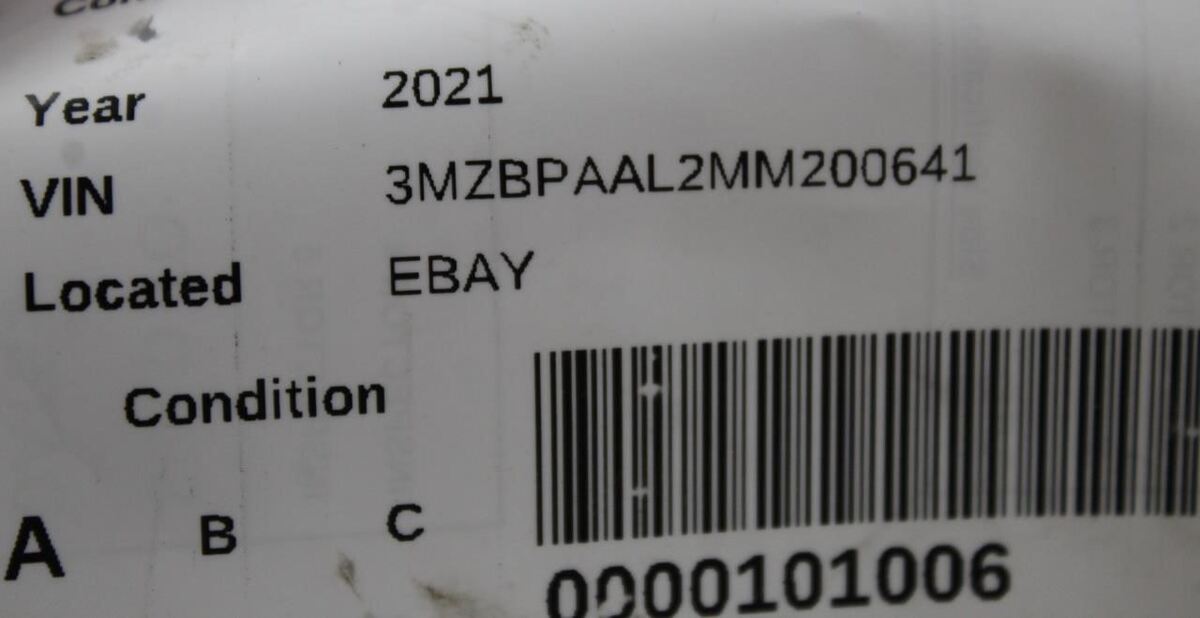 Year 2021
VIN 3MZBPAAL2MM200641
Located EBAY
Condition
A B C
0000101006